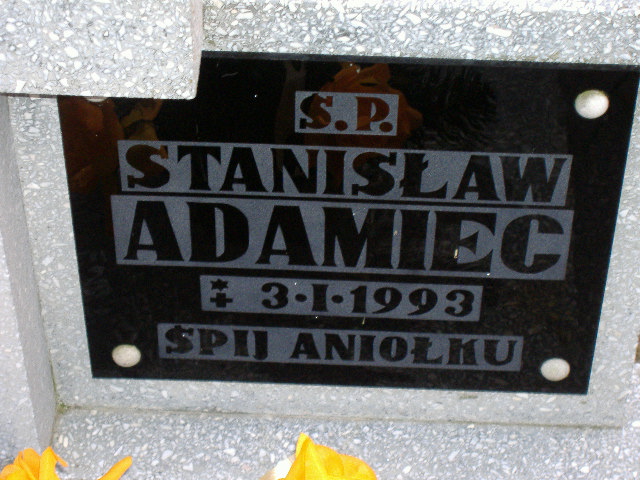 Ś.P.
STANISŁAW
ADAMIEC
*+ 3·I·1993
ŚPIJ ANIOŁKU